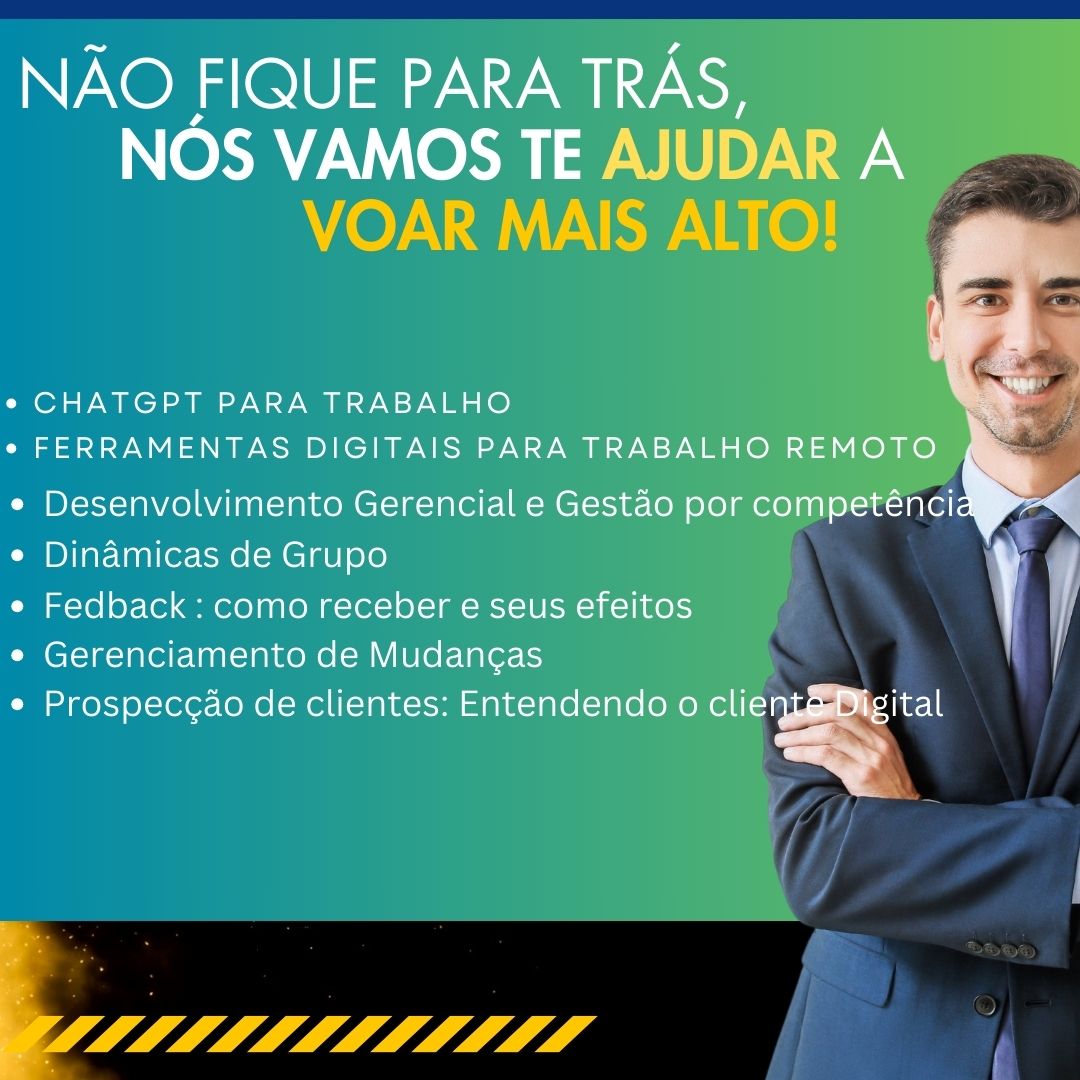 NÃO FIQUE PARA TRÁS,
NÓS VAMOS TE AJUDAR A
VOAR MAIS ALTO!
• CHATGPT PARA TRABALHO
• FERRAMENTAS DIGITAIS PARA TRABALHO REMOTO
• Desenvolvimento Gerencial e Gestão por competência
• Dinâmicas de Grupo
• Fedback : como receber e seus efeitos
• Gerenciamento de Mudanças
• Prospecção de clientes: Entendendo o cliente Digital